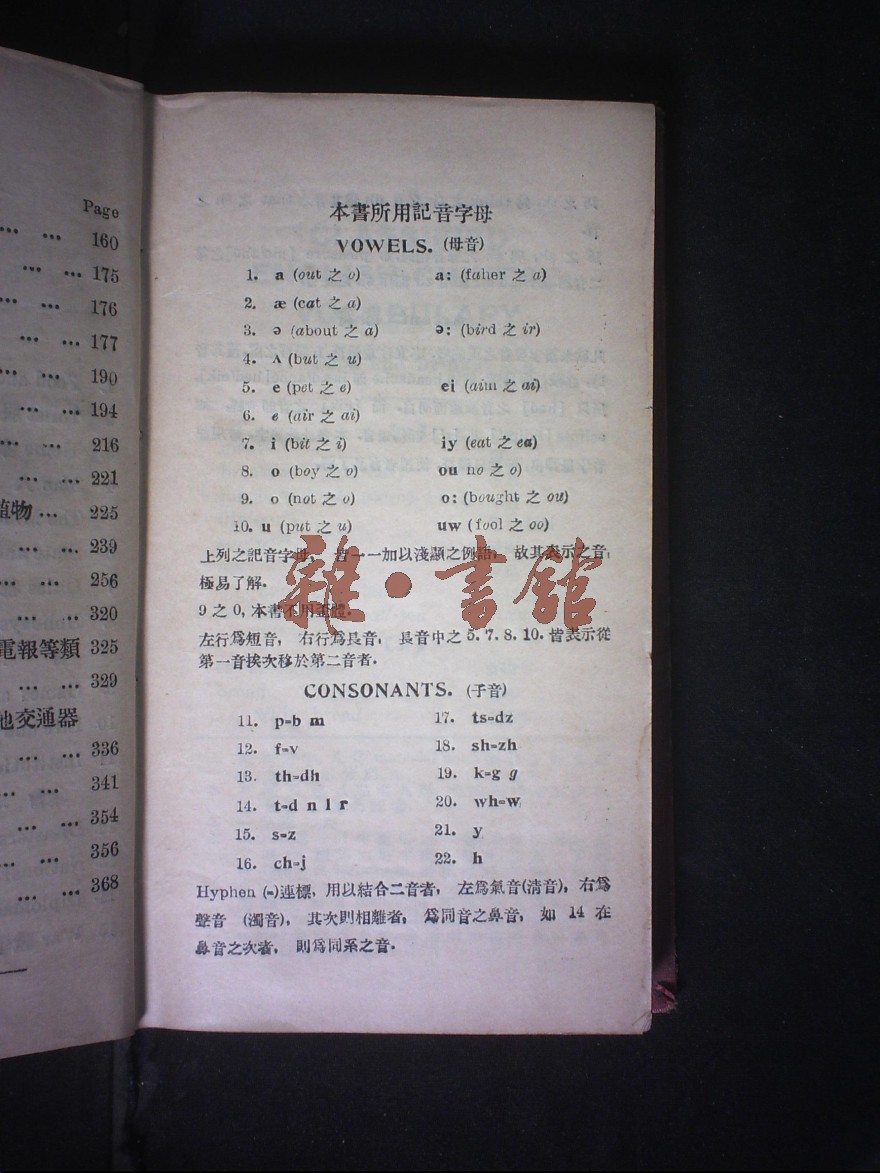 Page
... ... 160
... ... 175
... ... 176
... ... 177
... ... 190
... ... 194
... ... 216
... ... 221
植物 ... 225
... ... 239
... ... 256
... ... 320
電報等類 325
... ... 329
池交通器
... ... 336
... ... 341
... ... 354
... ... 356
... ... 368
本書所用記音字母
VOWELS. (母音)
1. a (out 之 o) a: (faher 之 a)
2. æ (cat 之 a)
3. ə (about 之 a) ə: (bird 之 ir)
4. ʌ (but 之 u)
5. e (pet 之 e) ei (aim 之 ai)
6. e (air 之 ai)
7. i (bit 之 i) iy (eat 之 ea)
8. o (boy 之 o) ou no 之 o)
9. o (not 之 o) o: (bought 之 ou)
10. u (put 之 u) uw (fool 之 oo)
上列之記音字母, 皆一一加以淺顯之例語, 故其表示之音,
極易了解.
9 之 0, 本書不用歪體.
左行爲短音, 右行爲長音, 長音中之 5. 7. 8. 10. 皆表示從
第一音挨次移於第二音者.
CONSONANTS. (子音)
11. p=b m 17. ts=dz
12. f=v 18. sh=zh
13. th=dh 19. k=g g
14. t=d n l r 20. wh=w
15. s=z 21. y
16. ch=j 22. h
Hyphen (=)連標, 用以結合二音者, 左爲氣音(清音), 右爲
聲音 (濁音), 其次則相離者, 爲同音之鼻音, 如 14 在
鼻音之次者, 則爲同系之音.
雜·書館